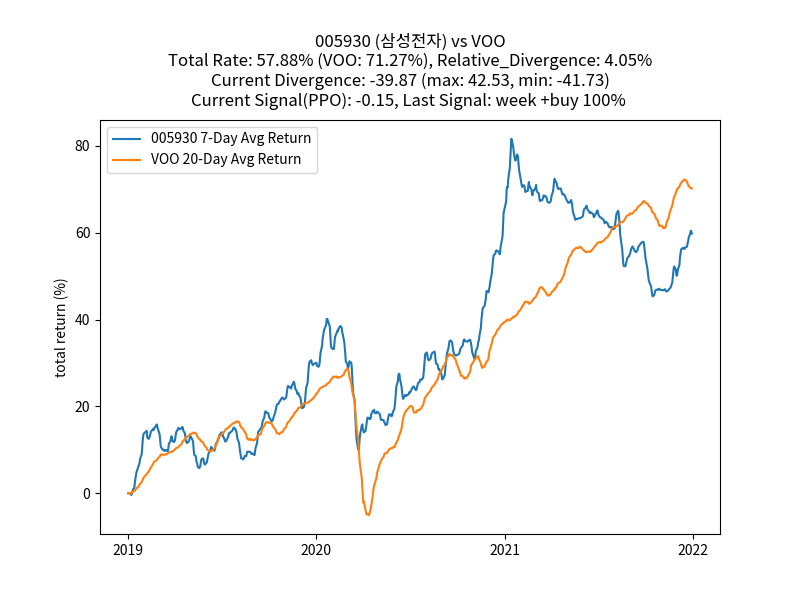 005930 (삼성전자) vs VOO
Total Rate: 57.88% (VOO: 71.27%), Relative_Divergence: 4.05%
Current Divergence: -39.87 (max: 42.53, min: -41.73)
Current Signal(PPO): -0.15, Last Signal: week +buy 100%
005930 7-Day Avg Return
VOO 20-Day Avg Return
total return (%)
80
60
40
20
0
2019 2020 2021 2022